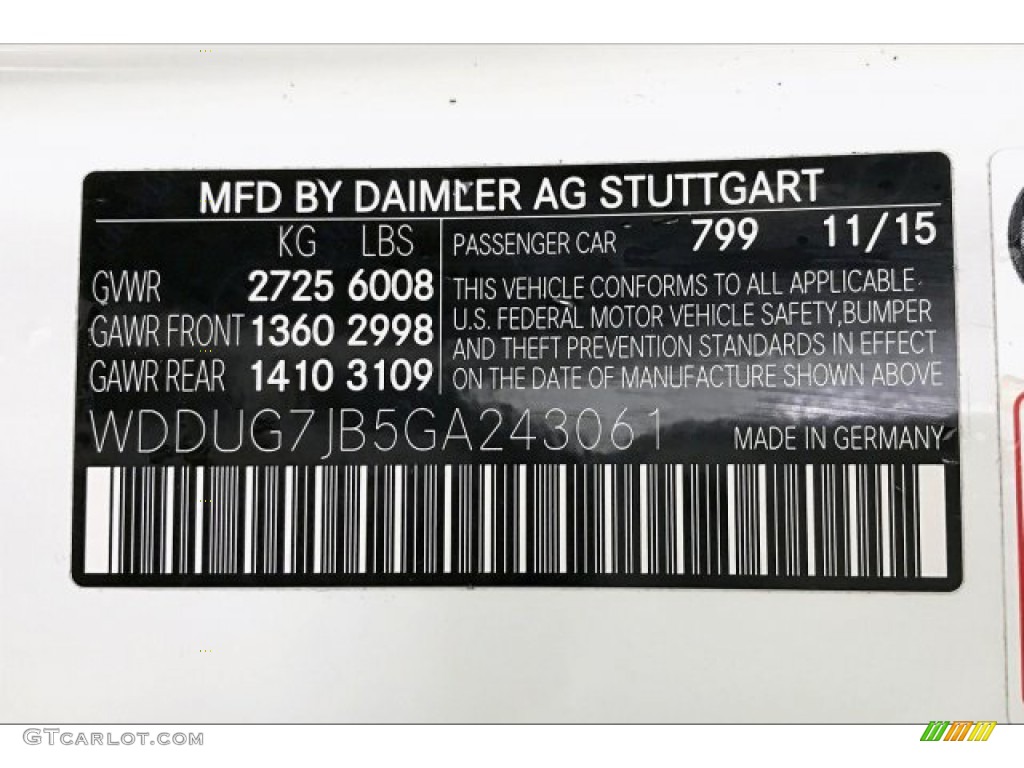 MFD BY DAIMLER AG STUTTGART
KG LBS
GVWR 2725 6008
GAWR FRONT 1360 2998
GAWR REAR 1410 3109
PASSENGER CAR 799 11/15
THIS VEHICLE CONFORMS TO ALL APPLICABLE
U.S. FEDERAL MOTOR VEHICLE SAFETY, BUMPER
AND THEFT PREVENTION STANDARDS IN EFFECT
ON THE DATE OF MANUFACTURE SHOWN ABOVE
WDDUG7JB5GA243061
MADE IN GERMANY
GTCARLOT.COM